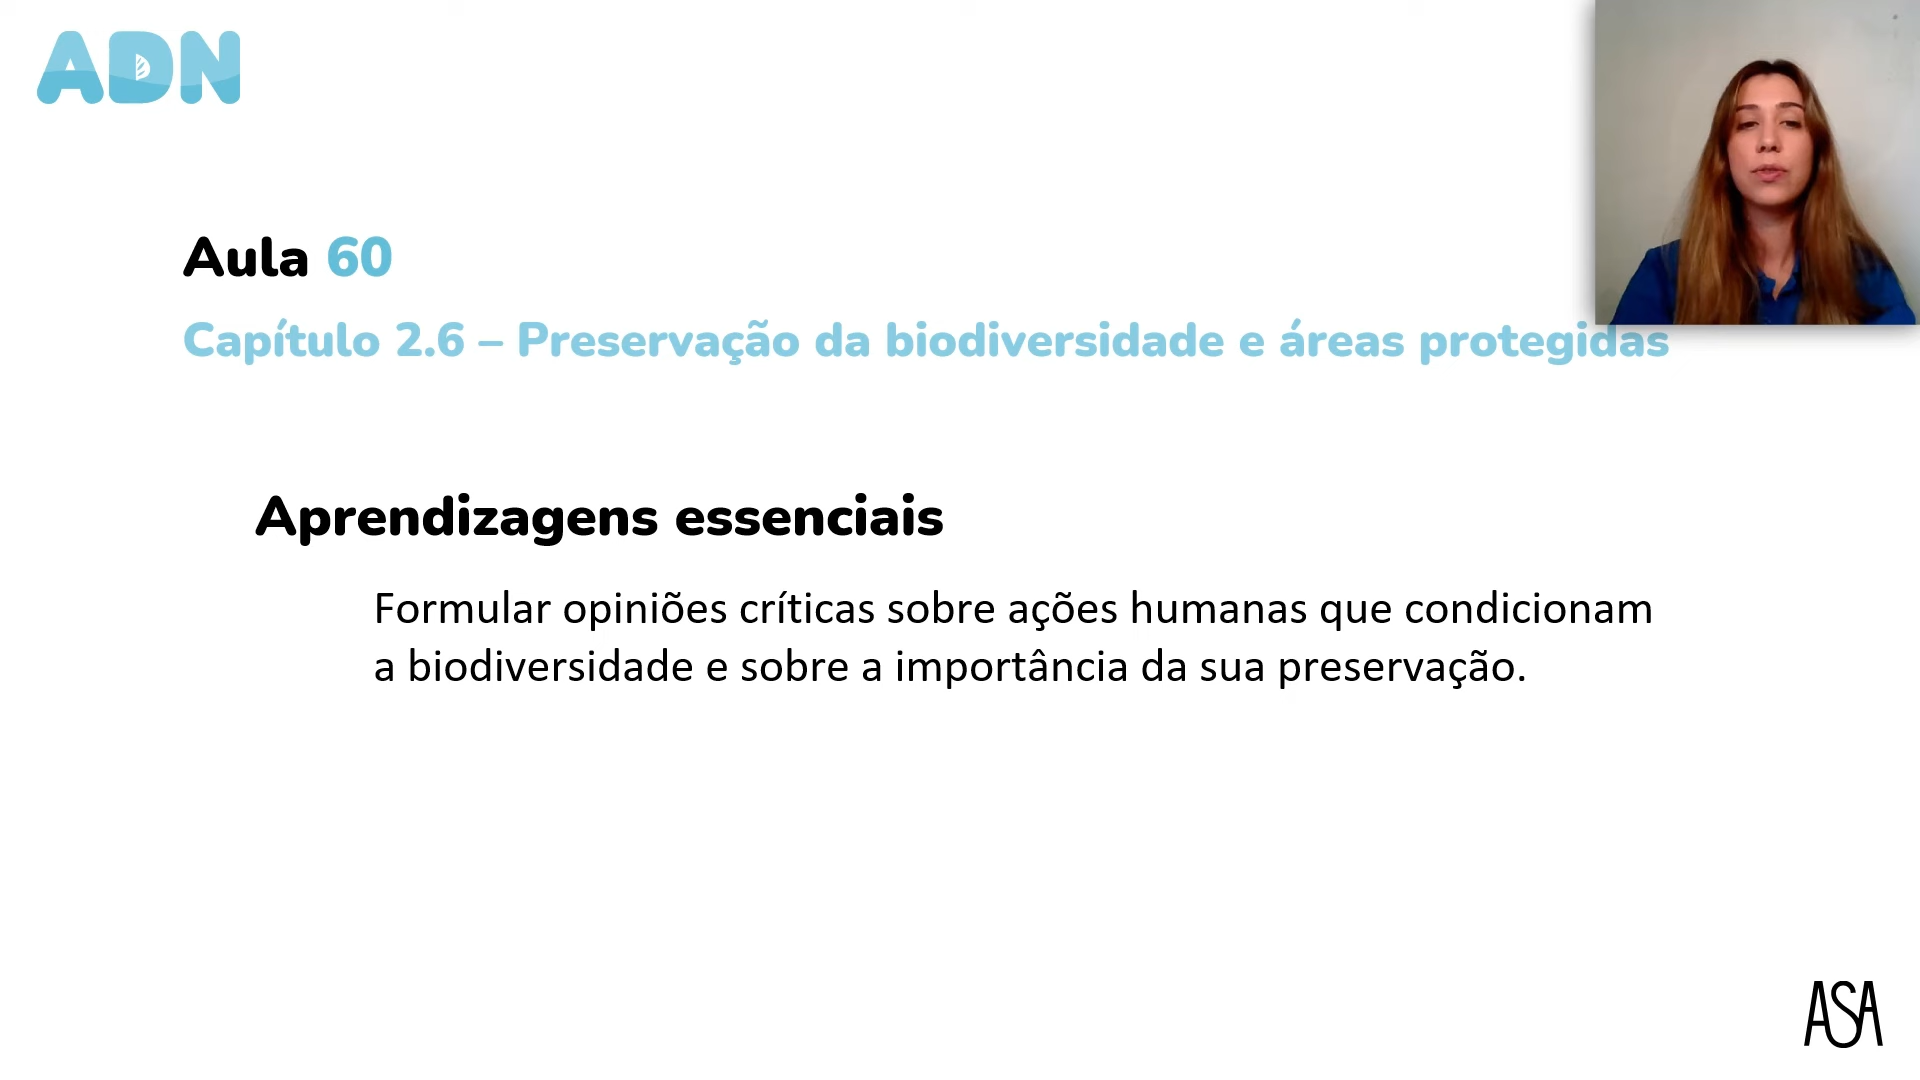 ADN
Aula 60
Capítulo 2.6 – Preservação da biodiversidade e áreas protegidas
Aprendizagens essenciais
Formular opiniões críticas sobre ações humanas que condicionam
a biodiversidade e sobre a importância da sua preservação.
ASA